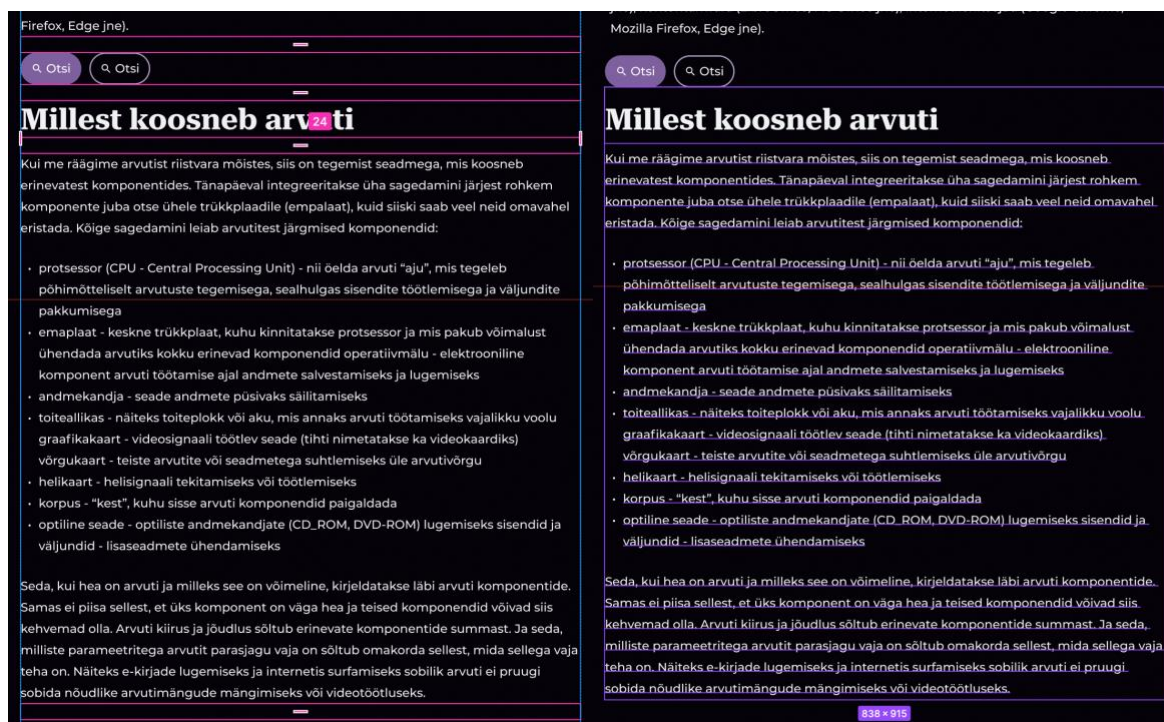 Firefox, Edge jne).
Otsi
Otsi
Millest koosneb arvuti
24
Kui me räägime arvutist riistvara mõistes, siis on tegemist seadmega, mis koosneb
erinevatest komponentides. Tänapäeval integreeritakse üha sagedamini järjest rohkem
komponente juba otse ühele trükkplaadile (empalaat), kuid siiski saab veel neid omavahel
eristada. Kõige sagedamini leiab arvutitest järgmised komponendid:
• protsessor (CPU - Central Processing Unit) - nii öelda arvuti “aju”, mis tegeleb
põhimõtteliselt arvutuste tegemisega, sealhulgas sisendite töötlemisega ja väljundite
pakkumisega
• emaplaat - keskne trükkplaat, kuhu kinnitatakse protsessor ja mis pakub võimalust
ühendada arvutiks kokku erinevad komponendid operatiivmälu - elektrooniline
komponent arvuti töötamise ajal andmete salvestamiseks ja lugemiseks
• andmekandja - seade andmete püsivaks säilitamiseks
• toiteallikas - näiteks toiteplokk või aku, mis annaks arvuti töötamiseks vajalikku voolu
graafikakaart - videosignaali töötlev seade (tihti nimetatakse ka videokaardiks)
võrgukaart - teiste arvutite või seadmetega suhtlemiseks üle arvutivõrgu
• helikaart - helisignaali tekitamiseks või töötlemiseks
• korpus - “kest”, kuhu sisse arvuti komponendid paigaldada
• optiline seade - optiliste andmekandjate (CD_ROM, DVD-ROM) lugemiseks sisendid ja
väljundid - lisaseadmete ühendamiseks
Seda, kui hea on arvuti ja milleks see on võimeline, kirjeldatakse läbi arvuti komponentide.
Samas ei piisa sellest, et üks komponent on väga hea ja teised komponendid võivad siis
kehvemad olla. Arvuti kiirus ja jõudlus sõltub erinevate komponentide summast. Ja seda,
milliste parameetritega arvutit parasjagu vaja on sõltub omakorda sellest, mida sellega vaja
teha on. Näiteks e-kirjade lugemiseks ja internetis surfamiseks sobilik arvuti ei pruugi
sobida nõudlike arvutimängude mängimiseks või videotöötluseks.
Mozilla Firefox, Edge jne).
Otsi
Otsi
Millest koosneb arvuti
Kui me räägime arvutist riistvara mõistes, siis on tegemist seadmega, mis koosneb
erinevatest komponentides. Tänapäeval integreeritakse üha sagedamini järjest rohkem
komponente juba otse ühele trükkplaadile (empalaat), kuid siiski saab veel neid omavahel
eristada. Kõige sagedamini leiab arvutitest järgmised komponendid:
• protsessor (CPU - Central Processing Unit) - nii öelda arvuti “aju”, mis tegeleb
põhimõtteliselt arvutuste tegemisega, sealhulgas sisendite töötlemisega ja väljundite
pakkumisega
• emaplaat - keskne trükkplaat, kuhu kinnitatakse protsessor ja mis pakub võimalust
ühendada arvutiks kokku erinevad komponendid operatiivmälu - elektrooniline
komponent arvuti töötamise ajal andmete salvestamiseks ja lugemiseks
• andmekandja - seade andmete püsivaks säilitamiseks
• toiteallikas - näiteks toiteplokk või aku, mis annaks arvuti töötamiseks vajalikku voolu
graafikakaart - videosignaali töötlev seade (tihti nimetatakse ka videokaardiks)
võrgukaart - teiste arvutite või seadmetega suhtlemiseks üle arvutivõrgu
• helikaart - helisignaali tekitamiseks või töötlemiseks
• korpus - “kest”, kuhu sisse arvuti komponendid paigaldada
• optiline seade - optiliste andmekandjate (CD_ROM, DVD-ROM) lugemiseks sisendid ja
väljundid - lisaseadmete ühendamiseks
Seda, kui hea on arvuti ja milleks see on võimeline, kirjeldatakse läbi arvuti komponentide.
Samas ei piisa sellest, et üks komponent on väga hea ja teised komponendid võivad siis
kehvemad olla. Arvuti kiirus ja jõudlus sõltub erinevate komponentide summast. Ja seda,
milliste parameetritega arvutit parasjagu vaja on sõltub omakorda sellest, mida sellega vaja
teha on. Näiteks e-kirjade lugemiseks ja internetis surfamiseks sobilik arvuti ei pruugi
sobida nõudlike arvutimängude mängimiseks või videotöötluseks.
838 × 915